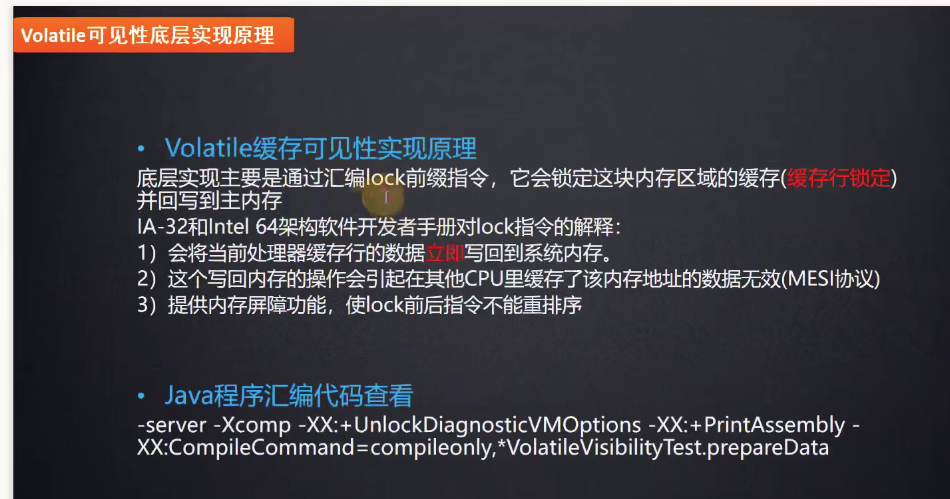 Volatile可见性底层实现原理
• Volatile缓存可见性实现原理
底层实现主要是通过汇编lock前缀指令，它会锁定这块内存区域的缓存(缓存行锁定)
并回写到主内存
IA-32和Intel 64架构软件开发者手册对lock指令的解释：
1）会将当前处理器缓存行的数据立即写回到系统内存。
2）这个写回内存的操作会引起在其他CPU里缓存了该内存地址的数据无效(MESI协议)
3）提供内存屏障功能，使lock前后指令不能重排序
• Java程序汇编代码查看
-server -Xcomp -XX:+UnlockDiagnosticVMOptions -XX:+PrintAssembly -
XX:CompileCommand=compileonly,*VolatileVisibilityTest.prepareData